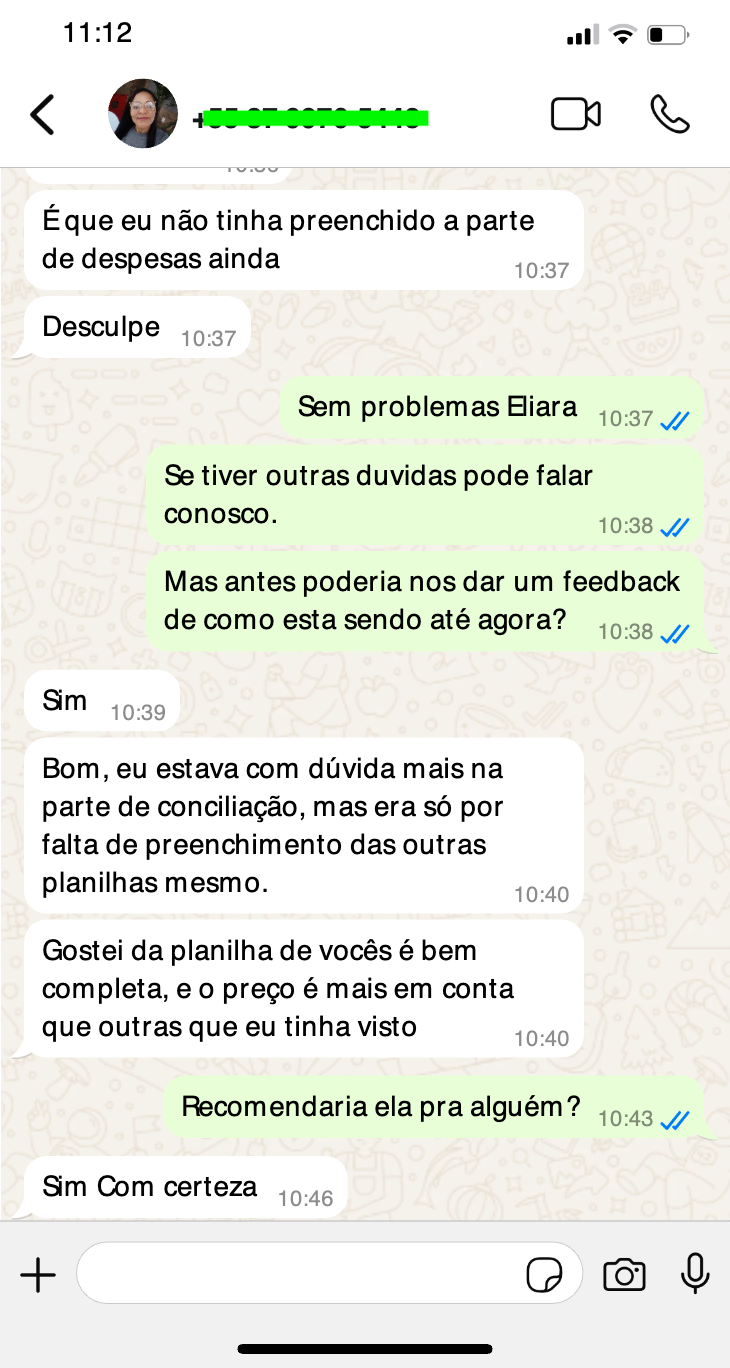 11:12
É que eu não tinha preenchido a parte
de despesas ainda
10:37
Desculpe 10:37
Sem problemas Eliara 10:37
Se tiver outras duvidas pode falar
conosco.
10:38
Mas antes poderia nos dar um feedback
de como esta sendo até agora? 10:38
Sim 10:39
Bom, eu estava com dúvida mais na
parte de conciliação, mas era só por
falta de preenchimento das outras
planilhas mesmo.
10:40
Gostei da planilha de vocês é bem
completa, e o preço é mais em conta
que outras que eu tinha visto
10:40
Recomendaria ela pra alguém? 10:43
Sim Com certeza 10:46